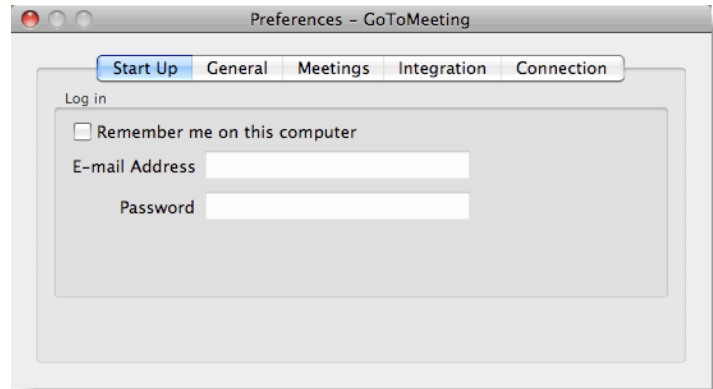 Preferences – GoToMeeting
Start Up General Meetings Integration Connection
Log in
Remember me on this computer
E-mail Address
Password